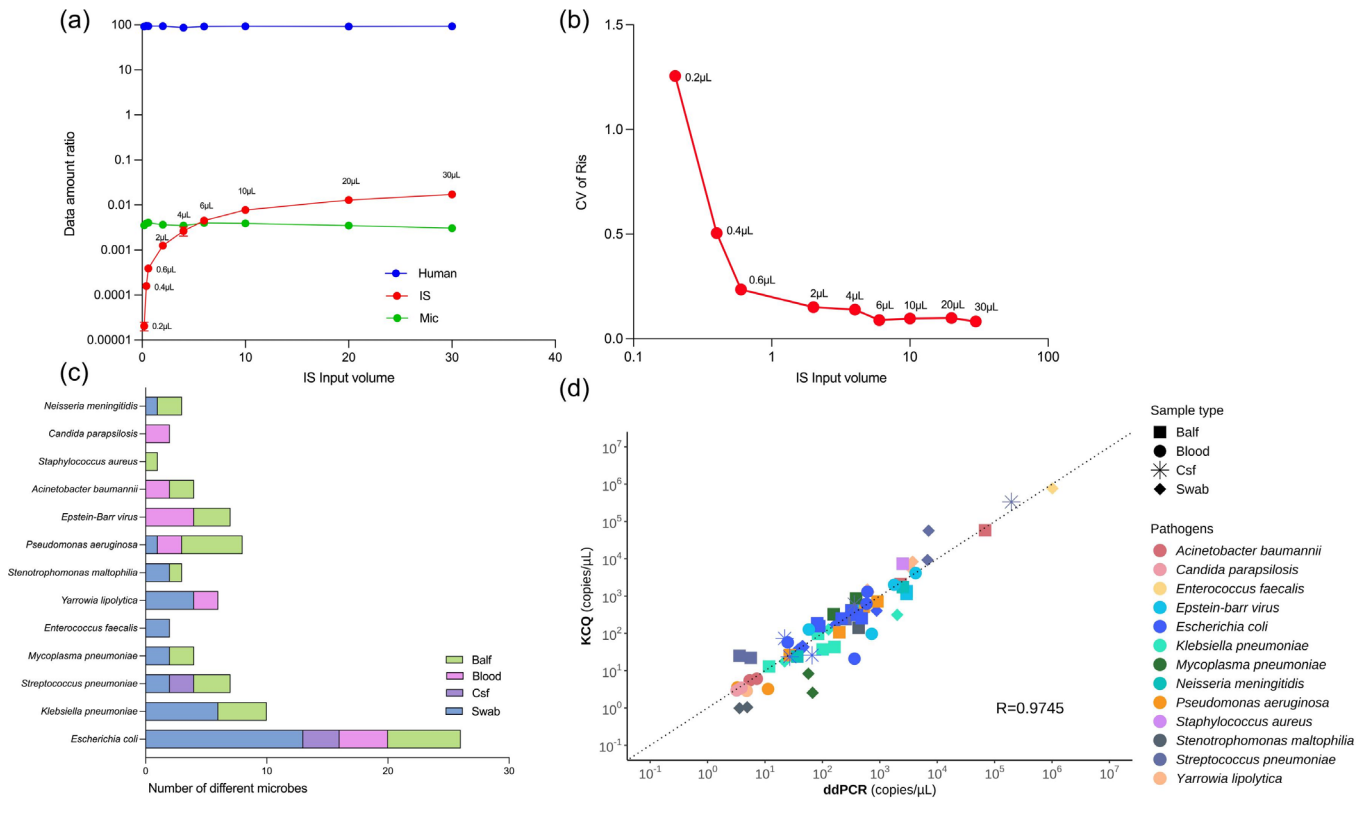 (a)
Data amount ratio
100
10
1
0.1
0.01
0.001
0.0001
0.00001
0.2μL
0.4μL
0.6μL
2μL
4μL
6μL
10μL
20μL
30μL
Human
IS
Mic
0
10
20
30
40
IS Input volume
(b)
CV of Ris
1.5
1.0
0.5
0.0
0.2μL
0.4μL
0.6μL
2μL
4μL
6μL
10μL
20μL
30μL
0.1
1
10
100
IS Input volume
(c)
Neisseria meningitidis
Candida parapsilosis
Staphylococcus aureus
Acinetobacter baumannii
Epstein-Barr virus
Pseudomonas aeruginosa
Stenotrophomonas maltophilia
Yarrowia lipolytica
Enterococcus faecalis
Mycoplasma pneumoniae
Streptococcus pneumoniae
Klebsiella pneumoniae
Escherichia coli
Balf
Blood
Csf
Swab
0
10
20
30
Number of different microbes
(d)
KCQ (copies/μL)
10⁷
10⁶
10⁵
10⁴
10³
10²
10¹
10⁰
10⁻¹
R=0.9745
10⁻¹
10⁰
10¹
10²
10³
10⁴
10⁵
10⁶
10⁷
ddPCR (copies/μL)
Sample type
Balf
Blood
Csf
Swab
Pathogens
Acinetobacter baumannii
Candida parapsilosis
Enterococcus faecalis
Epstein-barr virus
Escherichia coli
Klebsiella pneumoniae
Mycoplasma pneumoniae
Neisseria meningitidis
Pseudomonas aeruginosa
Staphylococcus aureus
Stenotrophomonas maltophilia
Streptococcus pneumoniae
Yarrowia lipolytica